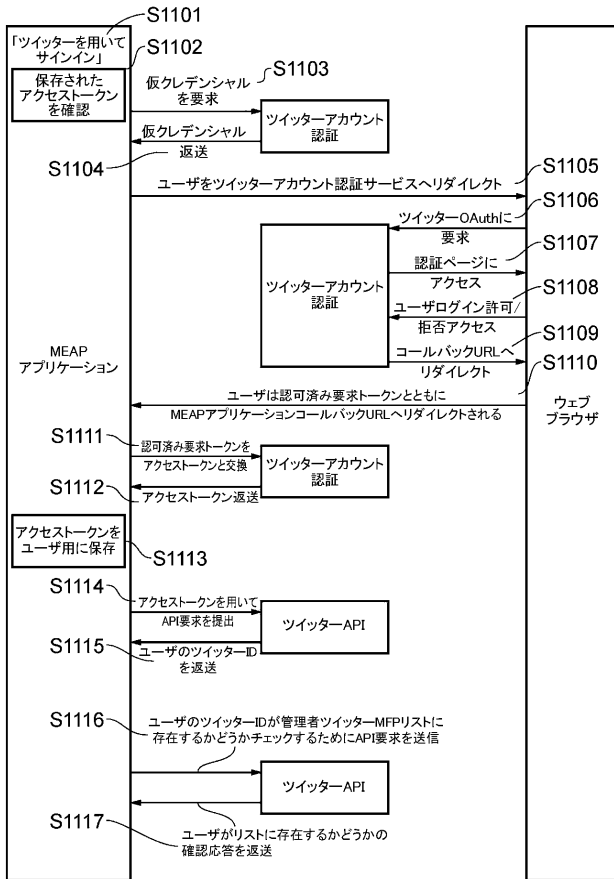 S1101
「ツイッターを用いて
サインイン」
S1102
保存された
アクセストークン
を確認
仮クレデンシャル
を要求
S1103
ツイッターアカウント
認証
仮クレデンシャル
返送
S1104
ユーザをツイッターアカウント認証サービスへリダイレクト
S1105
ツイッターOAuthに
要求
S1106
ツイッターアカウント
認証
認証ページに
アクセス
S1107
ユーザログイン許可/
拒否アクセス
S1108
コールバックURLへ
リダイレクト
S1109
MEAP
アプリケーション
ユーザは認可済み要求トークンとともに
MEAPアプリケーションコールバックURLへリダイレクトされる
S1110
ウェブ
ブラウザ
S1111
認可済み要求トークンを
アクセストークンと交換
ツイッターアカウント
認証
S1112
アクセストークン返送
アクセストークンを
ユーザ用に保存
S1113
S1114
アクセストークンを用いて
API要求を提出
ツイッターAPI
S1115
ユーザのツイッターID
を返送
S1116
ユーザのツイッターIDが管理者ツイッターMFPリストに
存在するかどうかチェックするためにAPI要求を送信
ツイッターAPI
S1117
ユーザがリストに存在するかどうかの
確認応答を返送